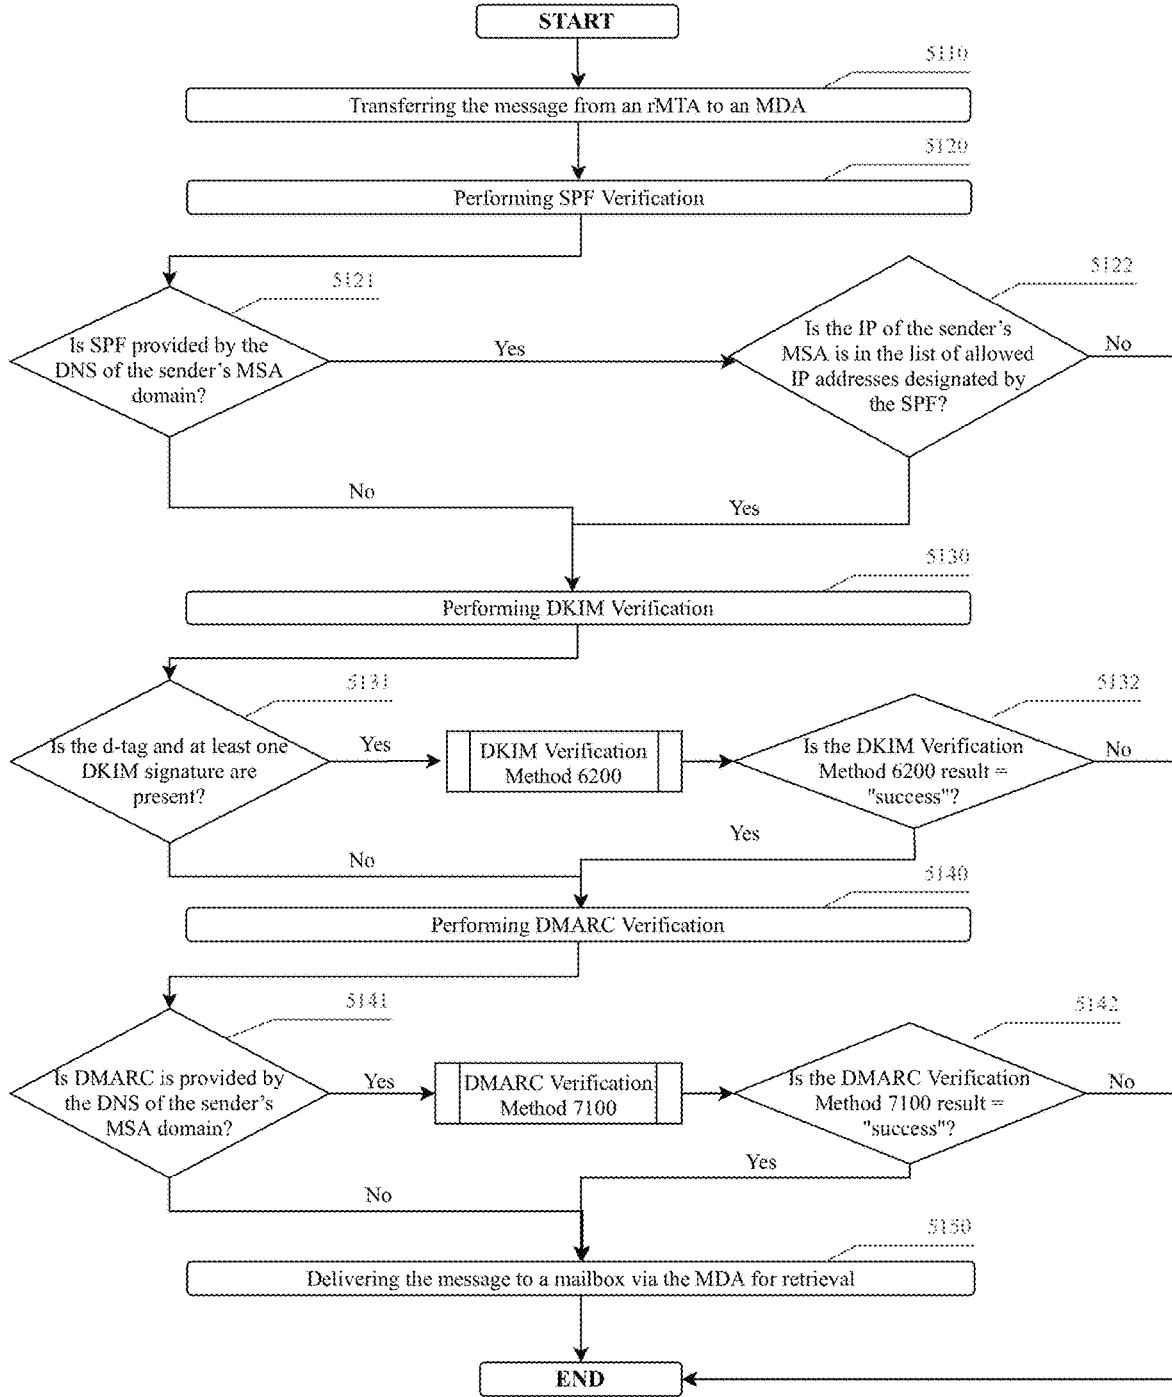 START
5110
Transferring the message from an rMTA to an MDA
5120
Performing SPF Verification
5121
Is SPF provided by the
DNS of the sender's MSA
domain?
Yes
5122
Is the IP of the sender's
MSA is in the list of allowed
IP addresses designated by
the SPF?
No
No
Yes
5130
Performing DKIM Verification
5131
Is the d-tag and at least one
DKIM signature are
present?
Yes
DKIM Verification
Method 6200
5132
Is the DKIM Verification
Method 6200 result =
"success"?
No
No
Yes
5140
Performing DMARC Verification
5141
Is DMARC is provided by
the DNS of the sender's
MSA domain?
Yes
DMARC Verification
Method 7100
5142
Is the DMARC Verification
Method 7100 result =
"success"?
No
No
Yes
5150
Delivering the message to a mailbox via the MDA for retrieval
END